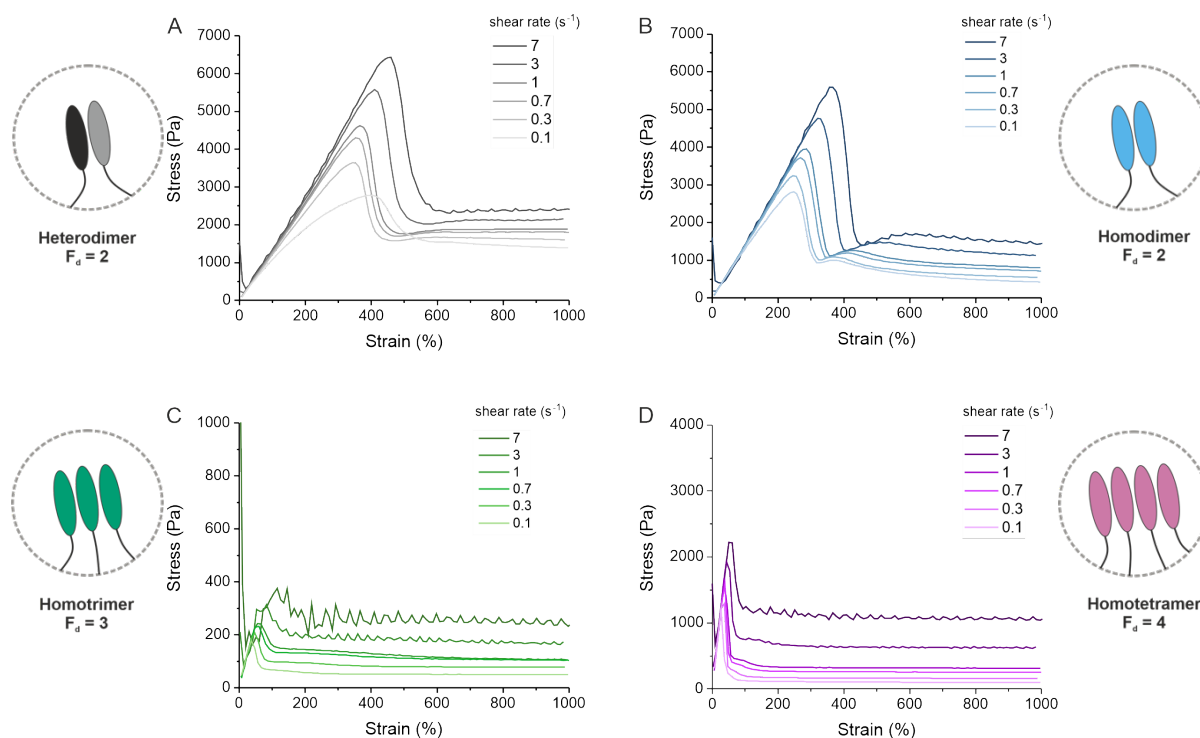 A
shear rate (s⁻¹)
7
3
1
0.7
0.3
0.1
7000
6000
5000
4000
3000
2000
1000
0
Stress (Pa)
0 200 400 600 800 1000
Strain (%)
Heterodimer
F_d = 2
B
shear rate (s⁻¹)
7
3
1
0.7
0.3
0.1
7000
6000
5000
4000
3000
2000
1000
0
Stress (Pa)
0 200 400 600 800 1000
Strain (%)
Homodimer
F_d = 2
C
shear rate (s⁻¹)
7
3
1
0.7
0.3
0.1
1000
800
600
400
200
0
Stress (Pa)
0 200 400 600 800 1000
Strain (%)
Homotrimer
F_d = 3
D
shear rate (s⁻¹)
7
3
1
0.7
0.3
0.1
4000
3000
2000
1000
0
Stress (Pa)
0 200 400 600 800 1000
Strain (%)
Homotetramer
F_d = 4